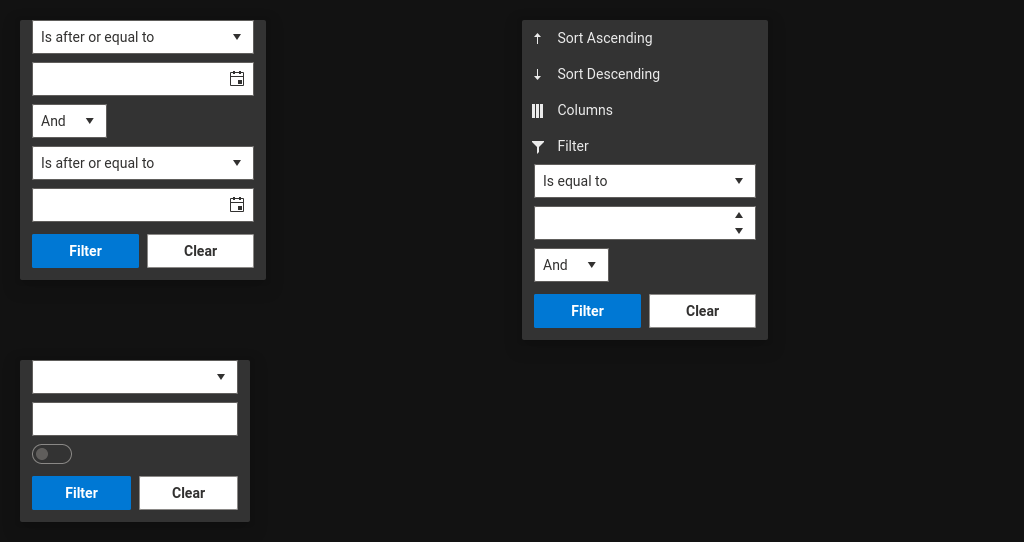 Is after or equal to
And
Is after or equal to
Filter Clear
Sort Ascending
Sort Descending
Columns
Filter
Is equal to
And
Filter Clear
Filter Clear